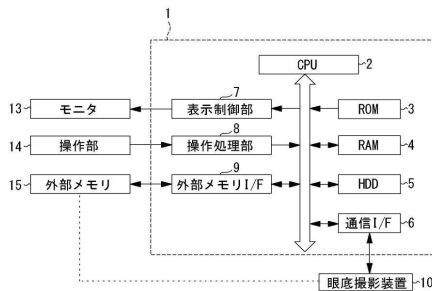 1
CPU 2
7
13 モニタ 表示制御部 ROM 3
8
14 操作部 操作処理部 RAM 4
9
15 外部メモリ 外部メモリI/F HDD 5
通信I/F 6
眼底撮影装置 10